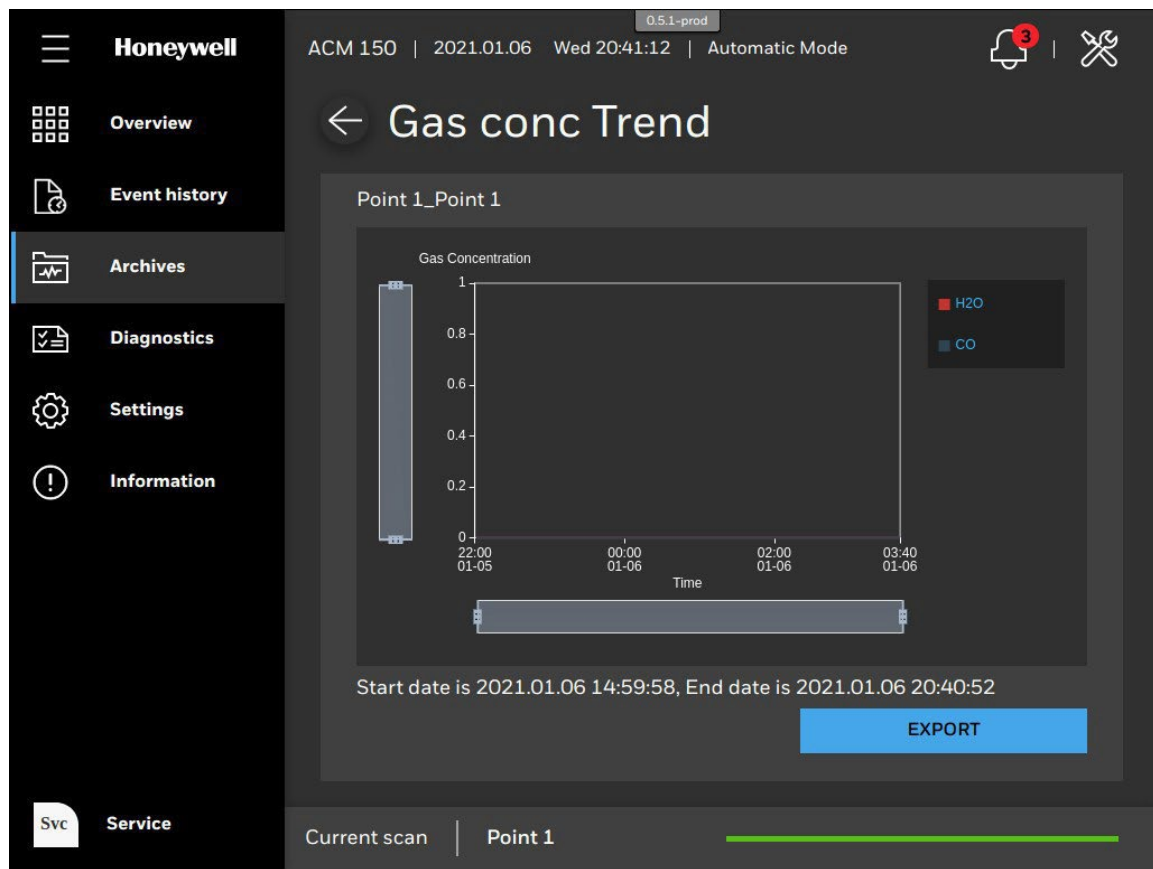 0.5.1-prod
Honeywell
ACM 150 | 2021.01.06 Wed 20:41:12 | Automatic Mode
3
Overview
Event history
Archives
Diagnostics
Settings
Information
Svc
Service
Gas conc Trend
Point 1_Point 1
Gas Concentration
1
0.8
0.6
0.4
0.2
0
22:00 00:00 02:00 03:40
01-05 01-06 01-06 01-06
Time
H2O
CO
Start date is 2021.01.06 14:59:58, End date is 2021.01.06 20:40:52
EXPORT
Current scan | Point 1